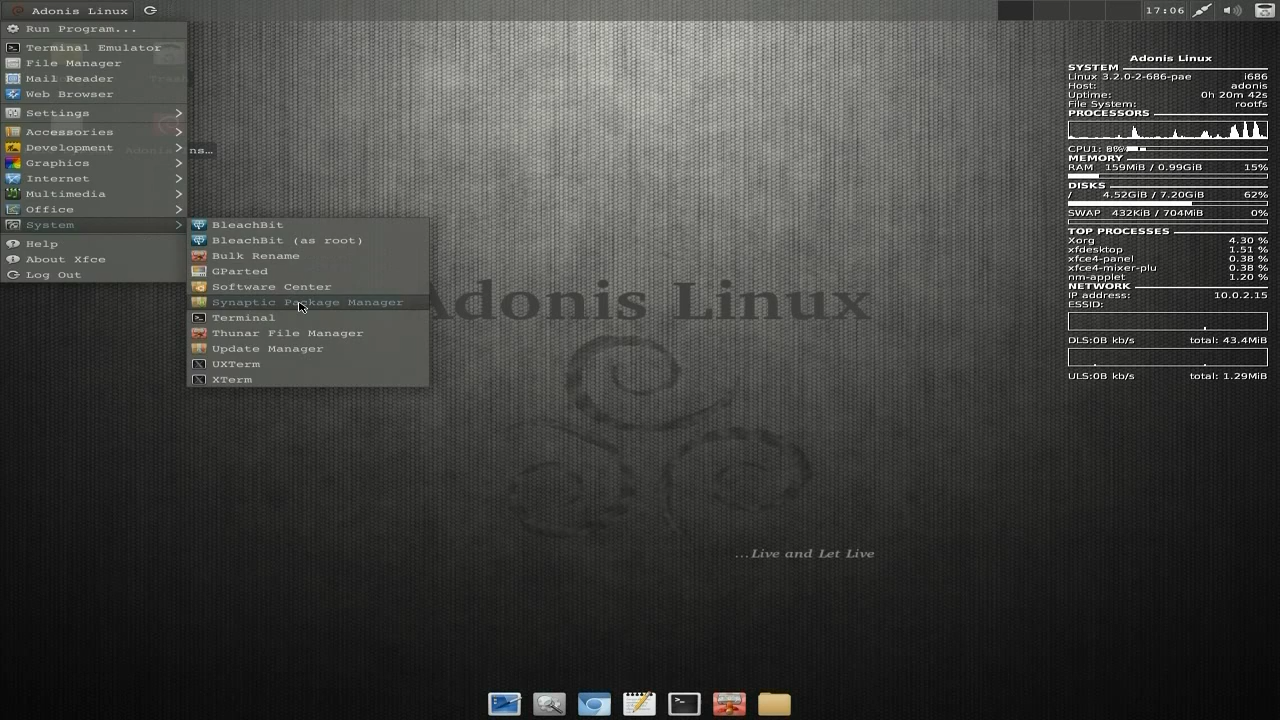 Adonis Linux
17:06
Run Program...
Terminal Emulator
File Manager
Mail Reader
Web Browser
Settings
Accessories
Development
Graphics
Internet
Multimedia
Office
System
Help
About Xfce
Log Out
Trash
Adonis ns...
BleachBit
BleachBit (as root)
Bulk Rename
GParted
Software Center
Synaptic Package Manager
Terminal
Thunar File Manager
Update Manager
UXTerm
XTerm
Adonis Linux
...Live and Let Live
Adonis Linux
SYSTEM
Linux 3.2.0-2-686-pae i686
Host: adonis
Uptime: 0h 20m 42s
File System: rootfs
PROCESSORS
CPU1: 8%
MEMORY
RAM 159MiB / 0.99GiB 15%
DISKS
/ 4.52GiB / 7.20GiB 62%
SWAP 432KiB / 704MiB 0%
TOP PROCESSES
Xorg 4.30 %
xfdesktop 1.51 %
xfce4-panel 0.38 %
xfce4-mixer-plu 0.38 %
nm-applet 1.20 %
NETWORK
IP address: 10.0.2.15
ESSID:
DLS:0B kb/s total: 43.4MiB
ULS:0B kb/s total: 1.29MiB